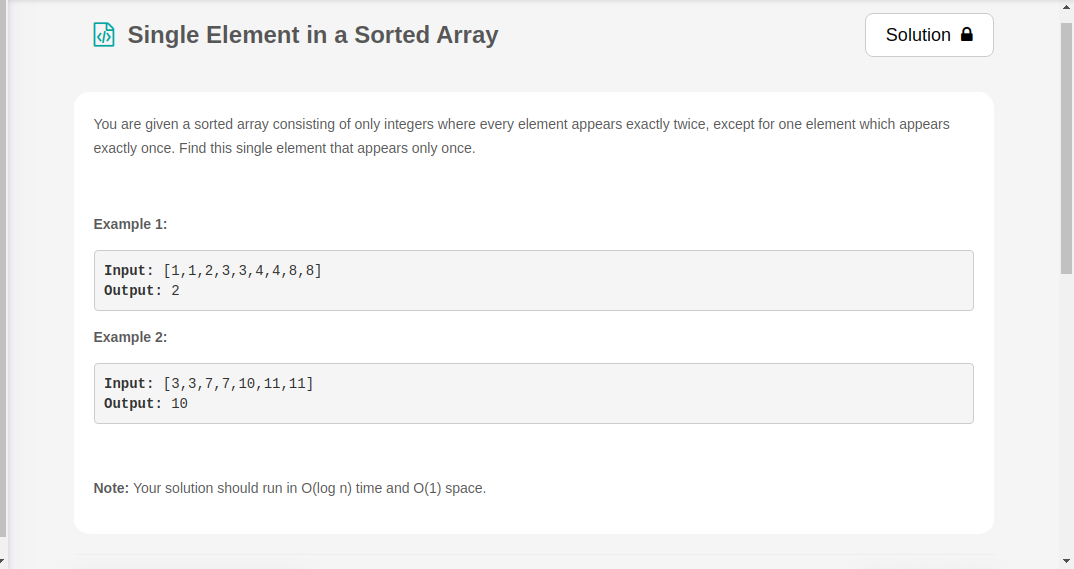 Single Element in a Sorted Array
Solution
You are given a sorted array consisting of only integers where every element appears exactly twice, except for one element which appears
exactly once. Find this single element that appears only once.
Example 1:
Input: [1,1,2,3,3,4,4,8,8]
Output: 2
Example 2:
Input: [3,3,7,7,10,11,11]
Output: 10
Note: Your solution should run in O(log n) time and O(1) space.